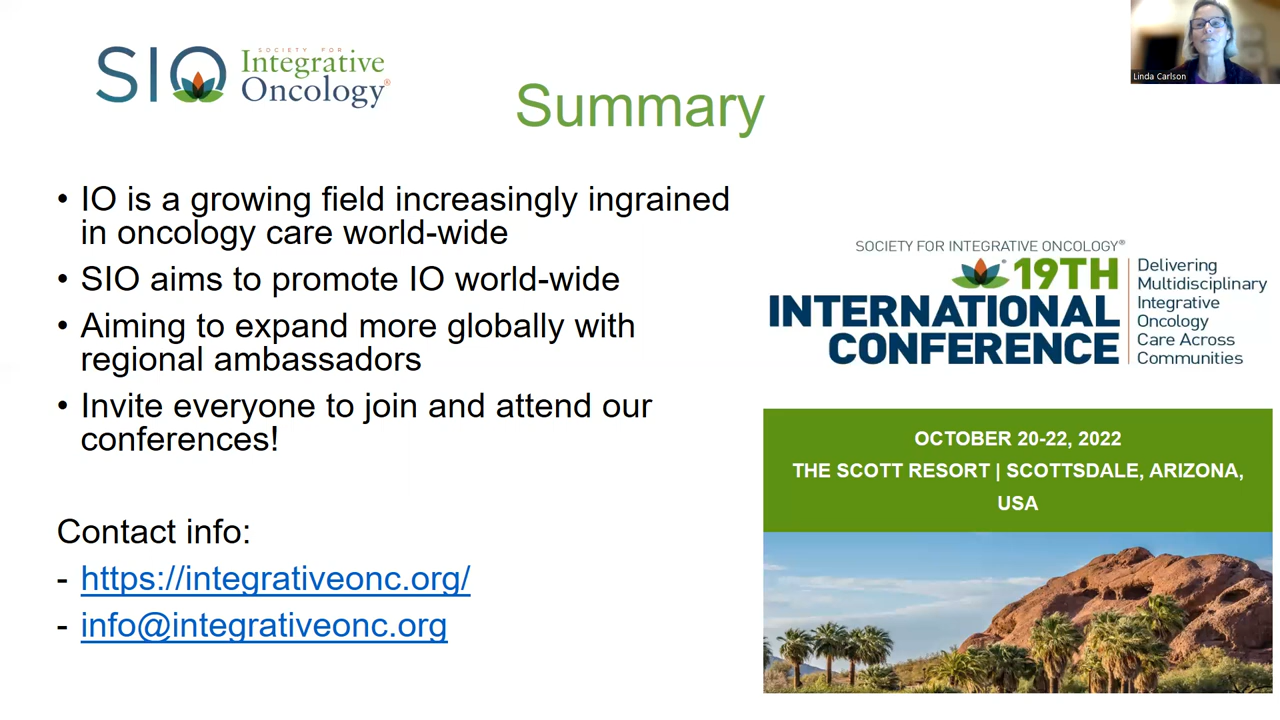 SIO
SOCIETY FOR
Integrative
Oncology®
Linda Carlson
Summary
• IO is a growing field increasingly ingrained
in oncology care world-wide
• SIO aims to promote IO world-wide
• Aiming to expand more globally with
regional ambassadors
• Invite everyone to join and attend our
conferences!
Contact info:
- https://integrativeonc.org/
- info@integrativeonc.org
SOCIETY FOR INTEGRATIVE ONCOLOGY®
® 19TH
INTERNATIONAL
CONFERENCE
Delivering
Multidisciplinary
Integrative
Oncology
Care Across
Communities
OCTOBER 20-22, 2022
THE SCOTT RESORT | SCOTTSDALE, ARIZONA,
USA